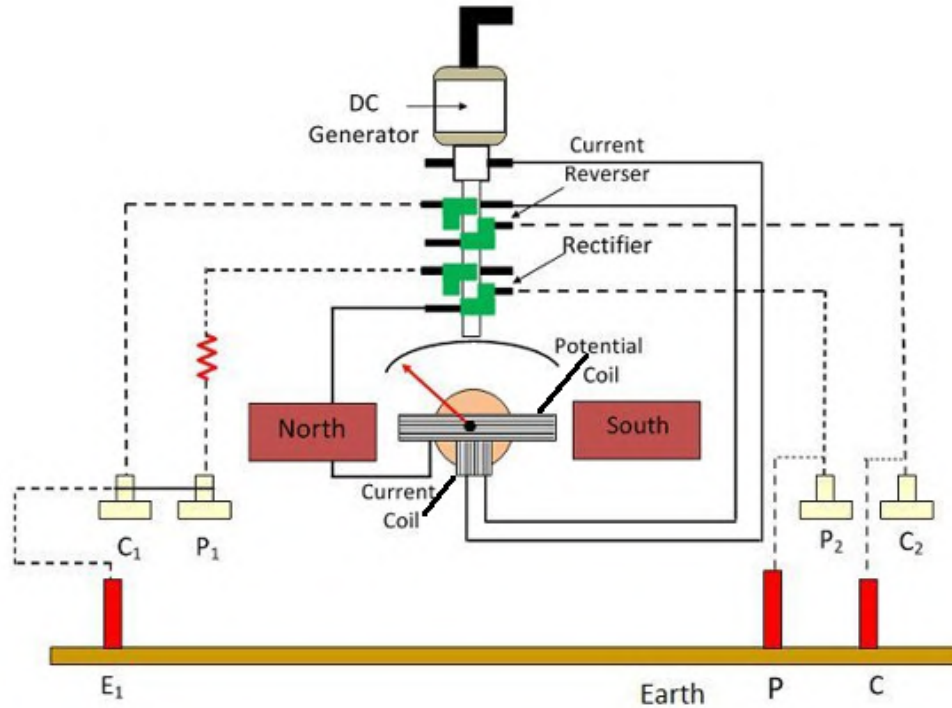 DC
Generator
Current
Reverser
Rectifier
Potential
Coil
North
South
Current
Coil
C₁
P₁
P₂
C₂
E₁
Earth
P
C